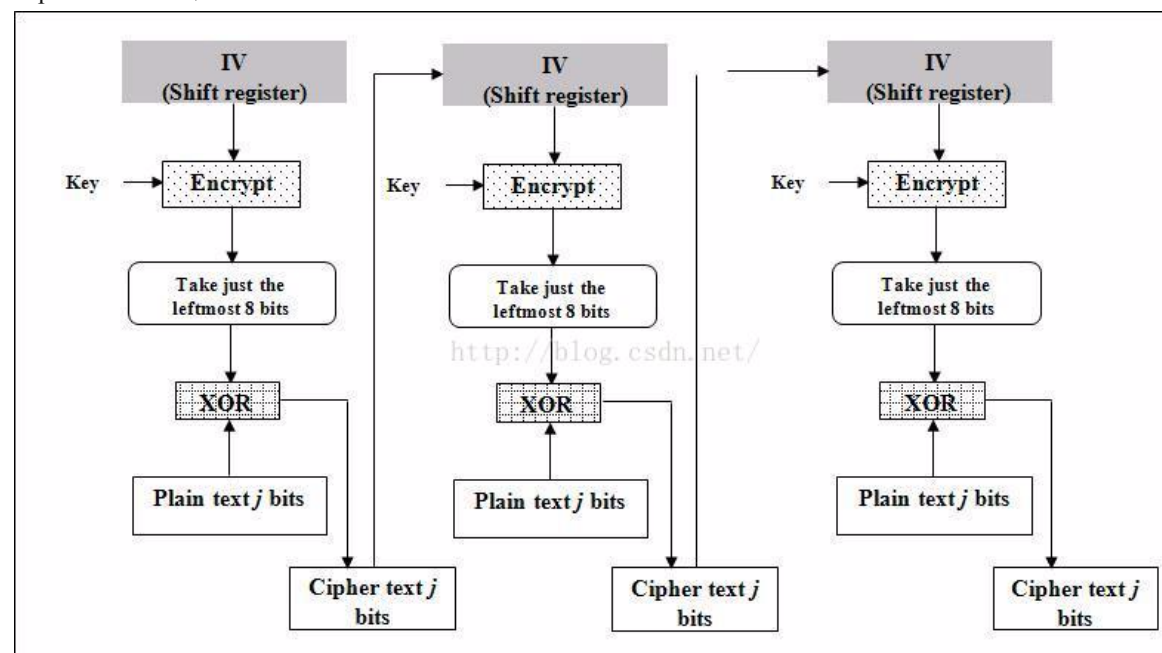 IV
(Shift register)
Key
Encrypt
Take just the
leftmost 8 bits
XOR
Plain text j bits
Cipher text j
bits
IV
(Shift register)
Key
Encrypt
Take just the
leftmost 8 bits
http://blog.csdn.net/
XOR
Plain text j bits
Cipher text j
bits
IV
(Shift register)
Key
Encrypt
Take just the
leftmost 8 bits
XOR
Plain text j bits
Cipher text j
bits